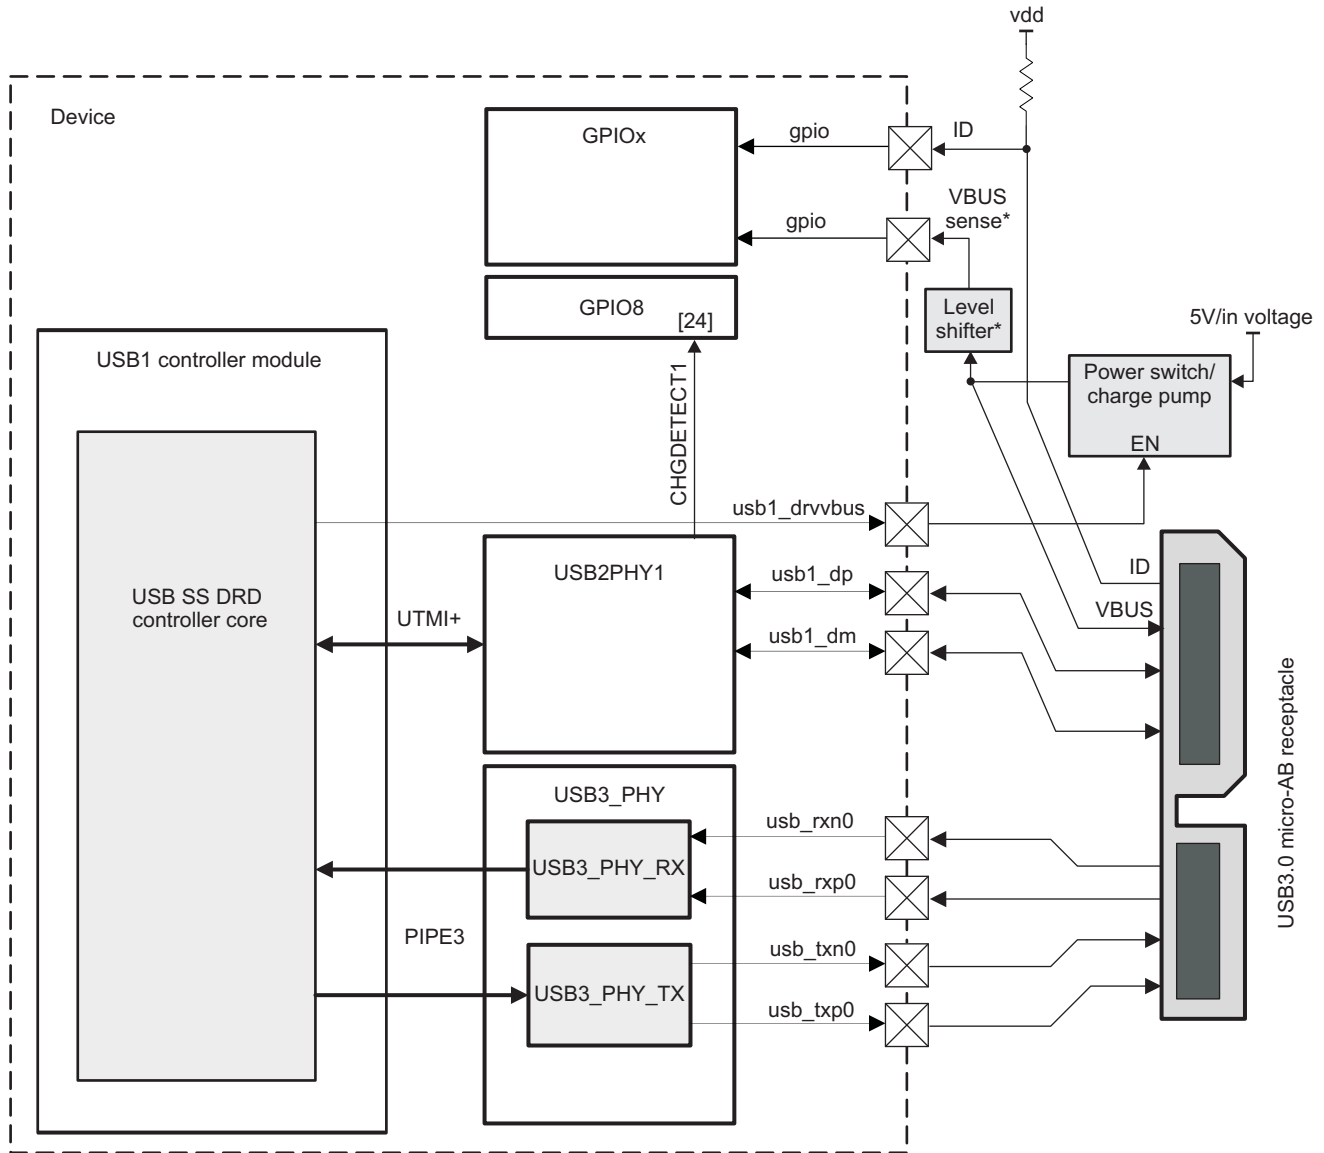 vdd
Device
GPIOx
gpio
ID
VBUS
sense*
gpio
GPIO8
[24]
Level
shifter*
5V/in voltage
USB1 controller module
Power switch/
charge pump
EN
CHGDETECT1
usb1_drvvbus
USB2PHY1
usb1_dp
ID
USB SS DRD
controller core
UTMI+
VBUS
usb1_dm
USB3.0 micro-AB receptacle
USB3_PHY
usb_rxn0
USB3_PHY_RX
usb_rxp0
PIPE3
usb_txn0
USB3_PHY_TX
usb_txp0